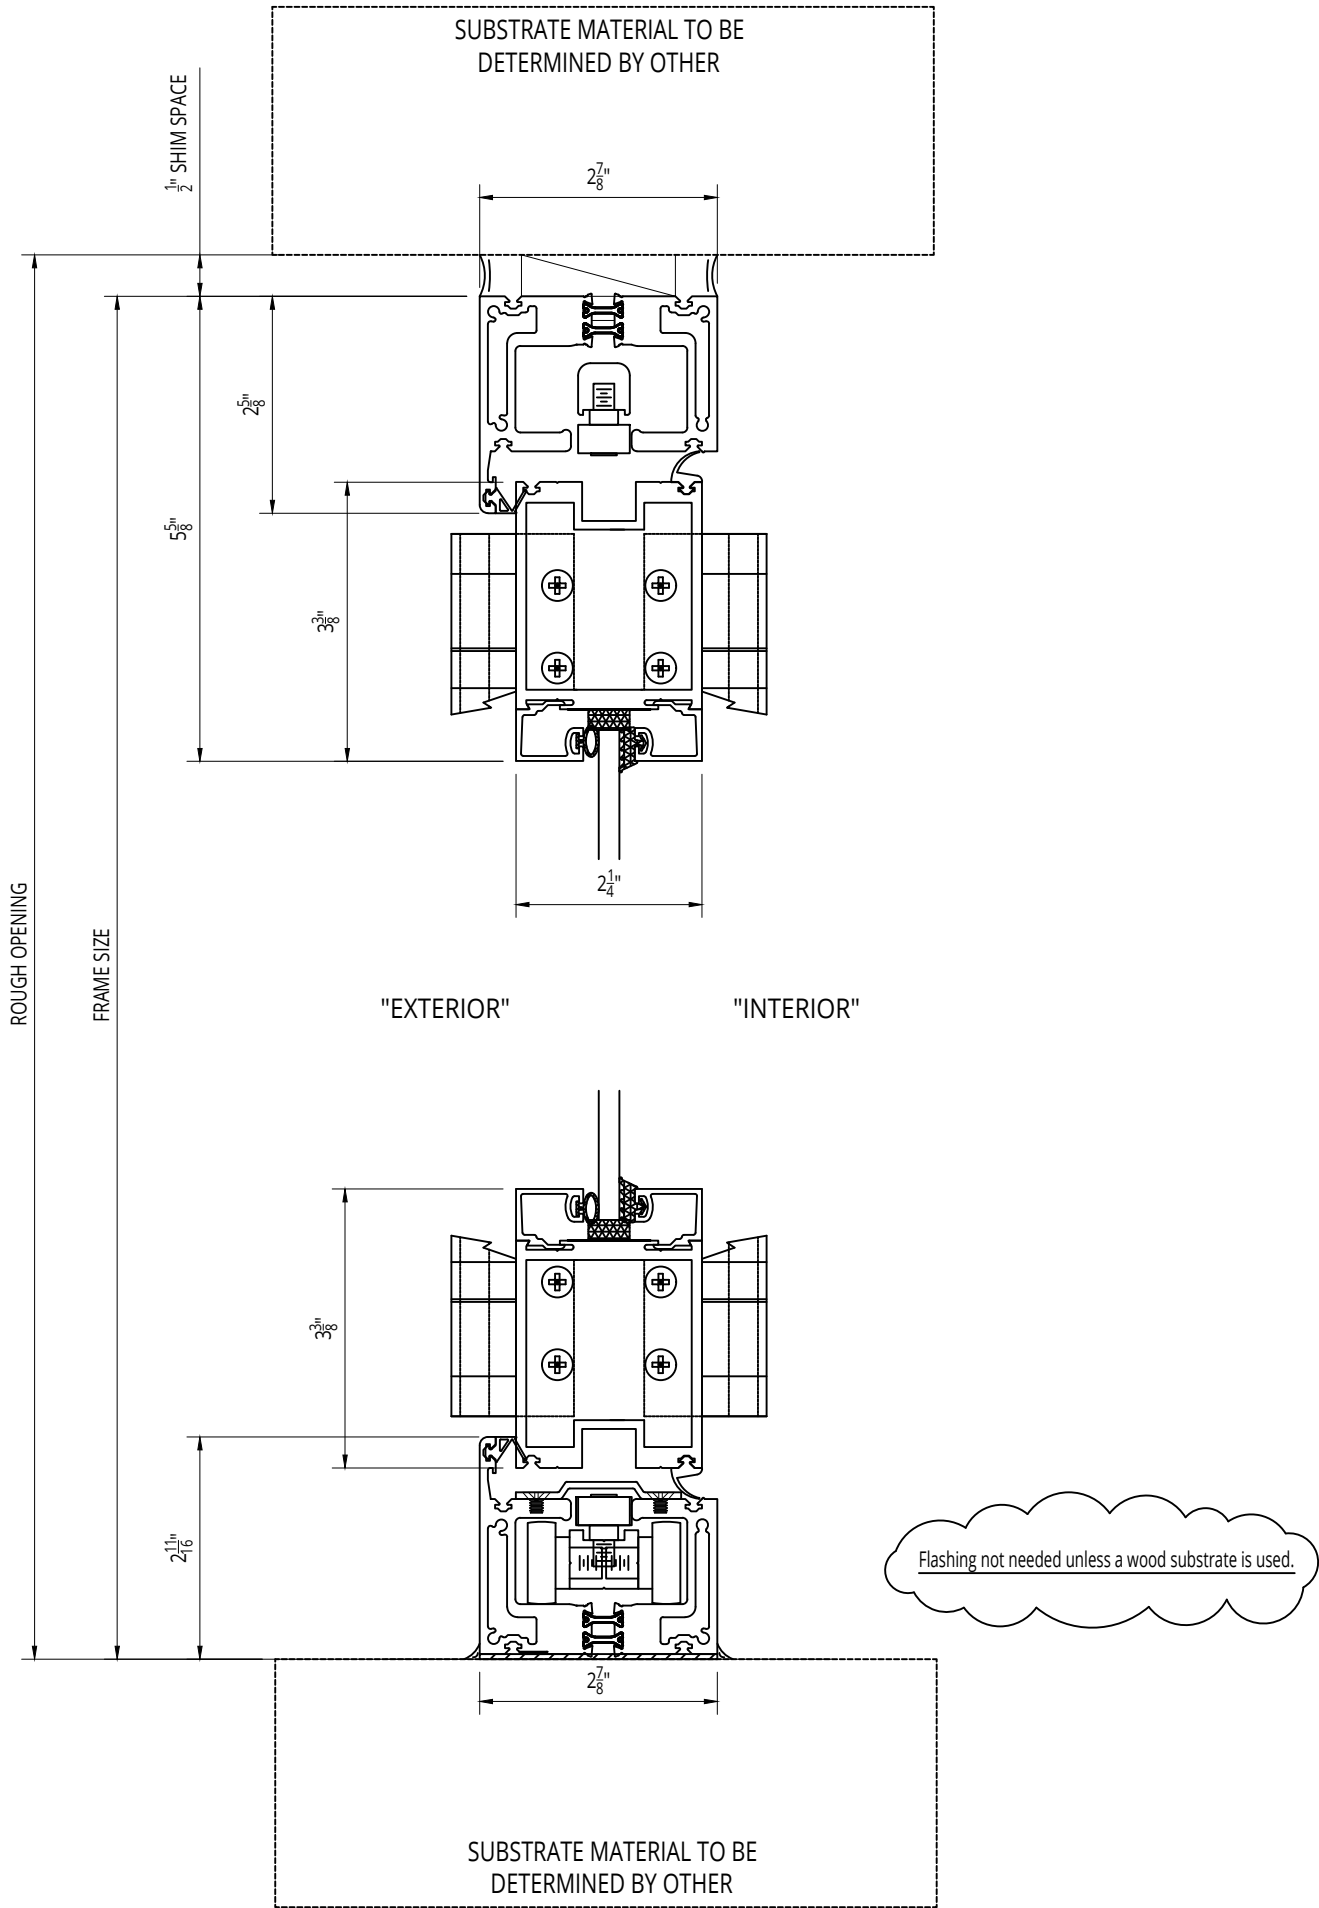 SUBSTRATE MATERIAL TO BE
DETERMINED BY OTHER
1/2" SHIM SPACE
2 7/8"
2 5/8"
5 5/8"
3 3/8"
2 1/4"
ROUGH OPENING
FRAME SIZE
"EXTERIOR"
"INTERIOR"
3 3/8"
2 11/16"
Flashing not needed unless a wood substrate is used.
2 7/8"
SUBSTRATE MATERIAL TO BE
DETERMINED BY OTHER